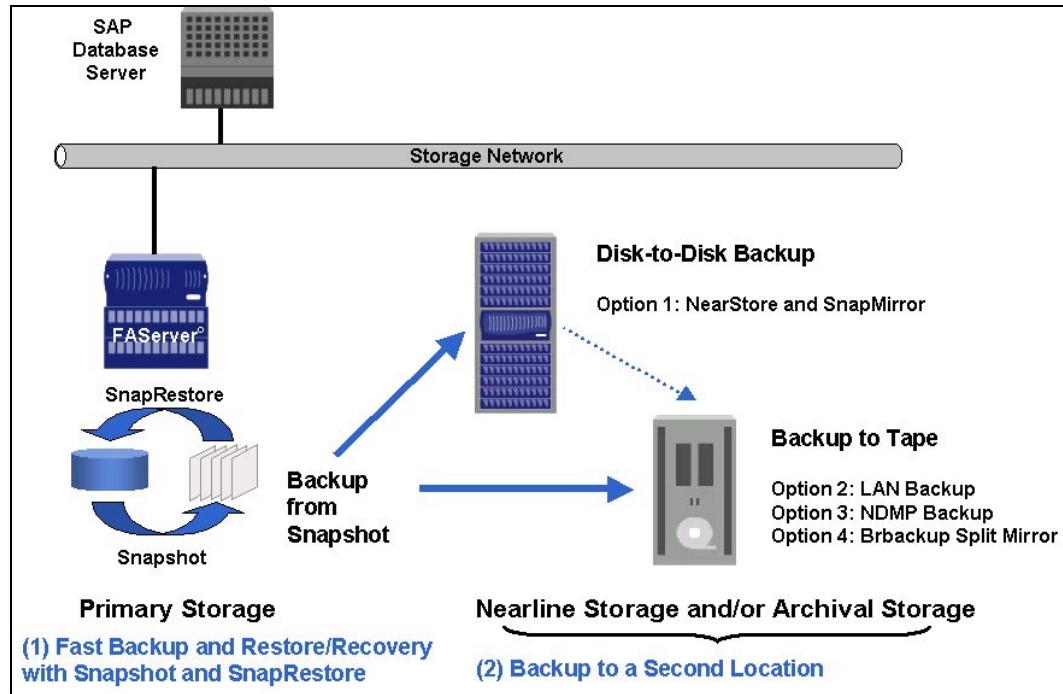 SAP
Database
Server
Storage Network
FAServer
SnapRestore
Snapshot
Backup
from
Snapshot
Disk-to-Disk Backup
Option 1: NearStore and SnapMirror
Backup to Tape
Option 2: LAN Backup
Option 3: NDMP Backup
Option 4: Brbackup Split Mirror
Primary Storage
(1) Fast Backup and Restore/Recovery
with Snapshot and SnapRestore
Nearline Storage and/or Archival Storage
(2) Backup to a Second Location